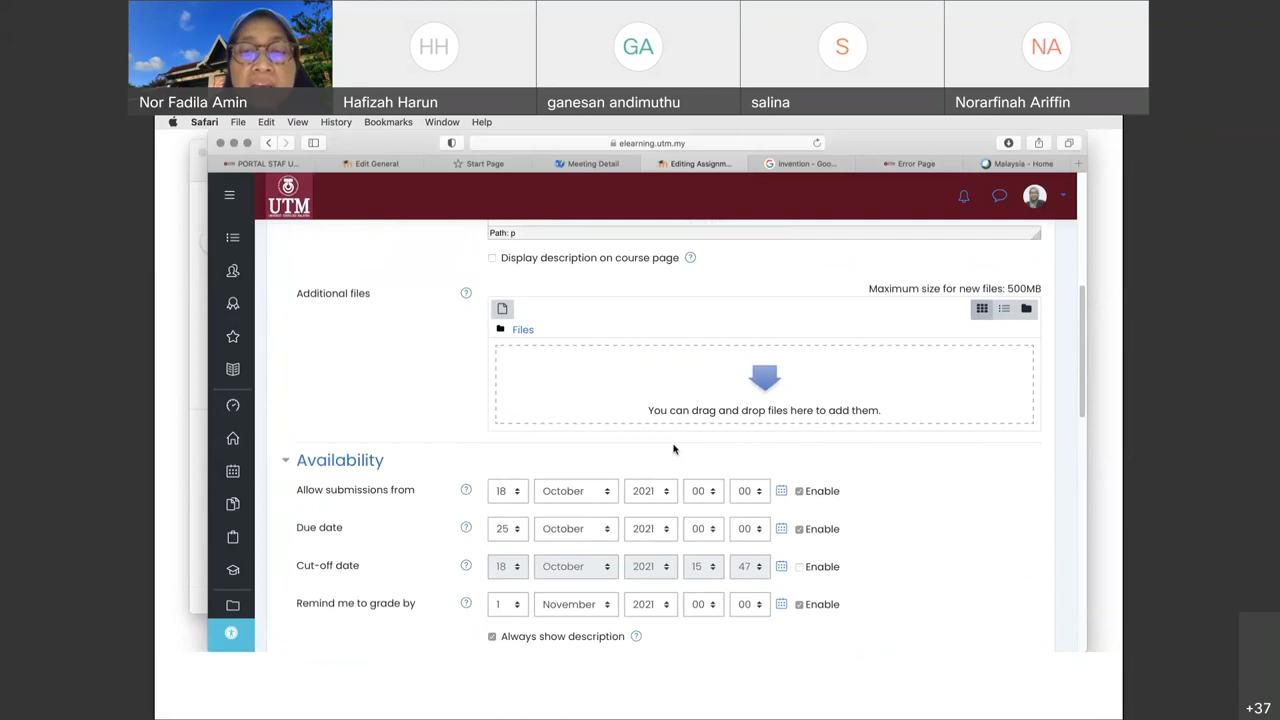 HH
GA
S
NA
Nor Fadila Amin
Hafizah Harun
ganesan andimuthu
salina
Norarfinah Ariffin
Safari File Edit View History Bookmarks Window Help
elearning.utm.my
PORTAL STAF U...
Edit General
Start Page
Meeting Detail
Editing Assignm...
invention - Goo...
Error Page
Malaysia - Home
UTM
Path: p
Display description on course page
Additional files
Maximum size for new files: 500MB
Files
You can drag and drop files here to add them.
Availability
Allow submissions from 18 October 2021 00 00 Enable
Due date 25 October 2021 00 00 Enable
Cut-off date 18 October 2021 15 47 Enable
Remind me to grade by 1 November 2021 00 00 Enable
Always show description
+37